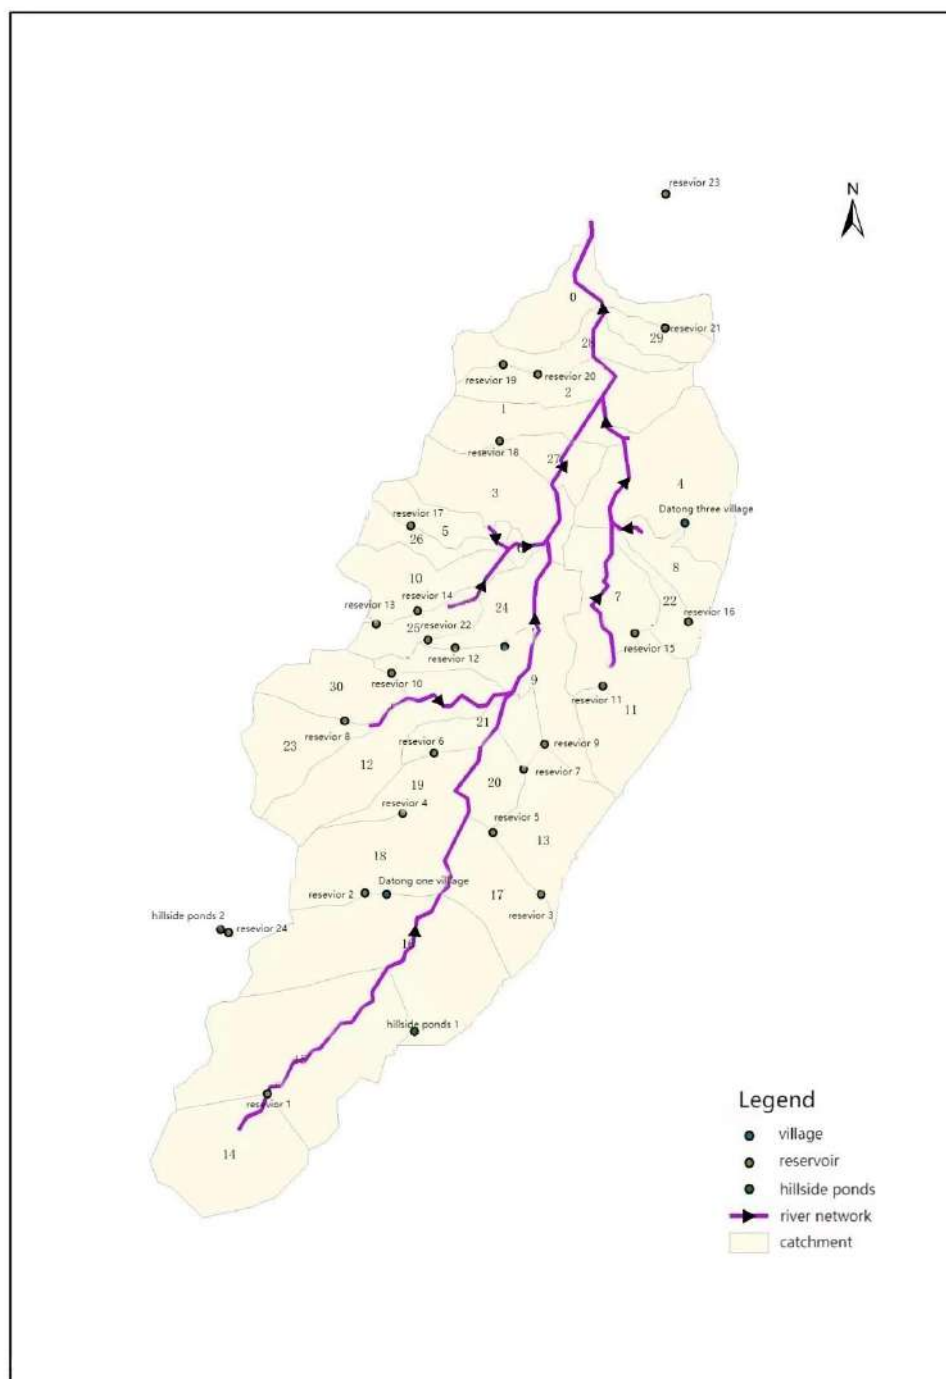 resevior 23
N
0
resevior 21
29
28
resevior 19
resevior 20
2
1
resevior 18
27
4
3
Datong three village
resevior 17
5
26
6
8
10
7
22
resevior 14
24
resevior 13
resevior 16
25
resevior 22
resevior 15
resevior 12
resevior 10
9
30
resevior 11
11
21
resevior 8
23
resevior 6
resevior 9
12
resevior 7
19
20
resevior 4
resevior 5
13
18
Datong one village
resevior 2
17
resevior 3
hillside ponds 2
resevior 24
16
hillside ponds 1
15
resevior 1
14
Legend
village
reservoir
hillside ponds
river network
catchment